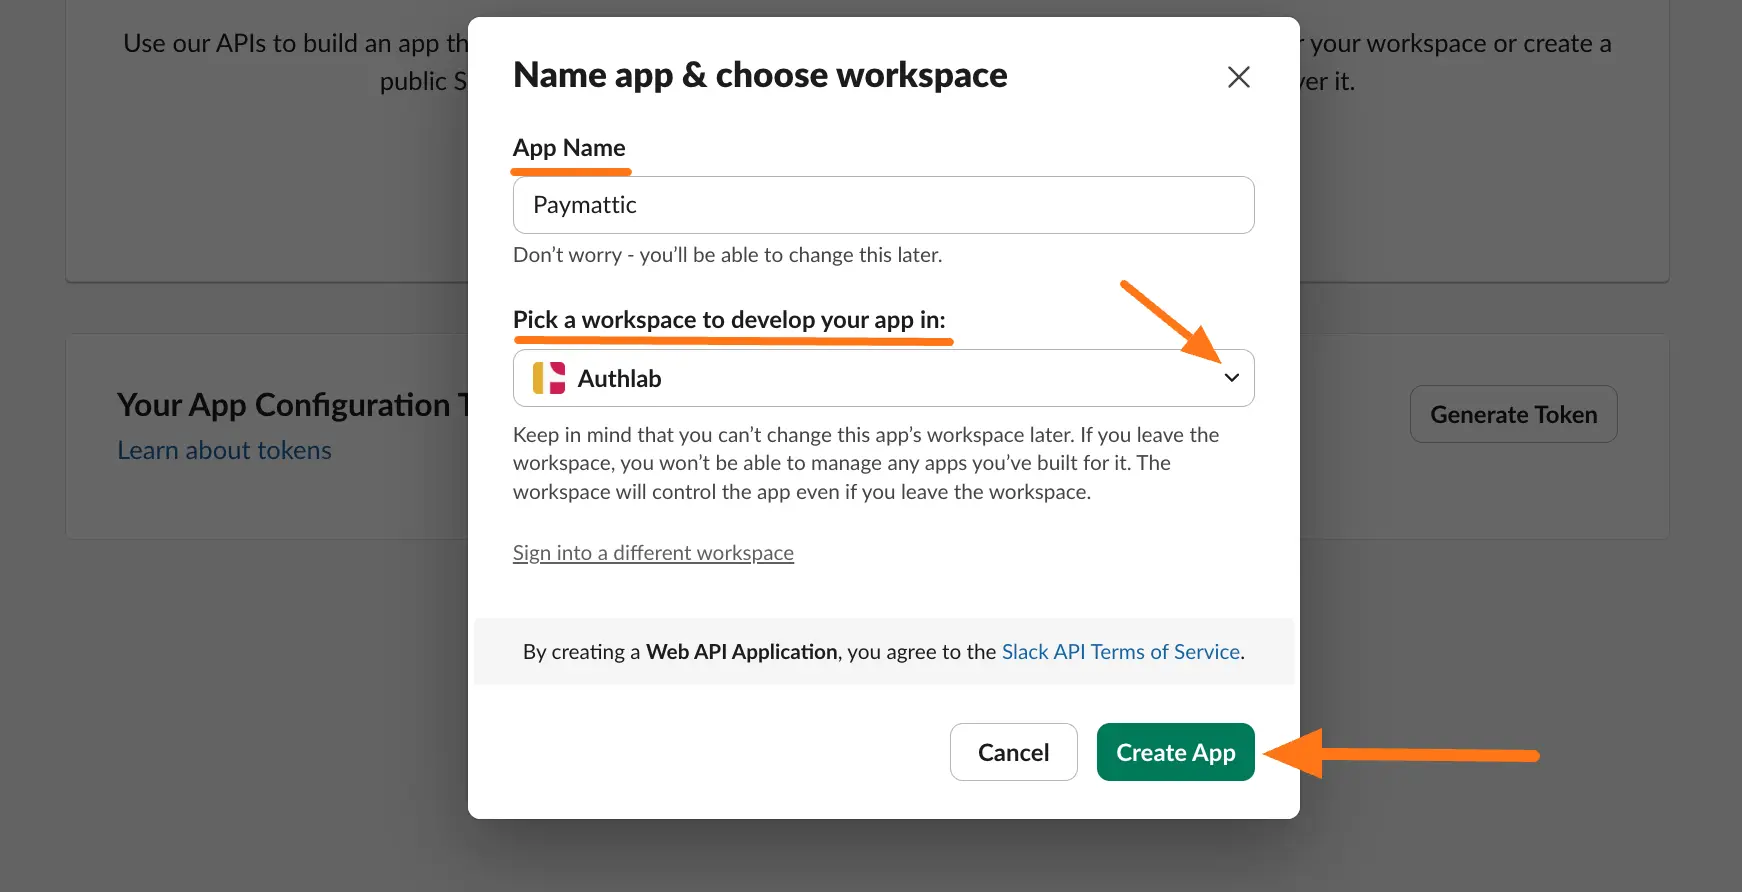 Use our APIs to build an app th
r your workspace or create a
public S
ver it.
Name app & choose workspace
App Name
Paymattic
Don’t worry - you’ll be able to change this later.
Pick a workspace to develop your app in:
Authlab
Keep in mind that you can’t change this app’s workspace later. If you leave the
workspace, you won’t be able to manage any apps you’ve built for it. The
workspace will control the app even if you leave the workspace.
Sign into a different workspace
By creating a Web API Application, you agree to the Slack API Terms of Service.
Cancel
Create App
Your App Configuration T
Learn about tokens
Generate Token